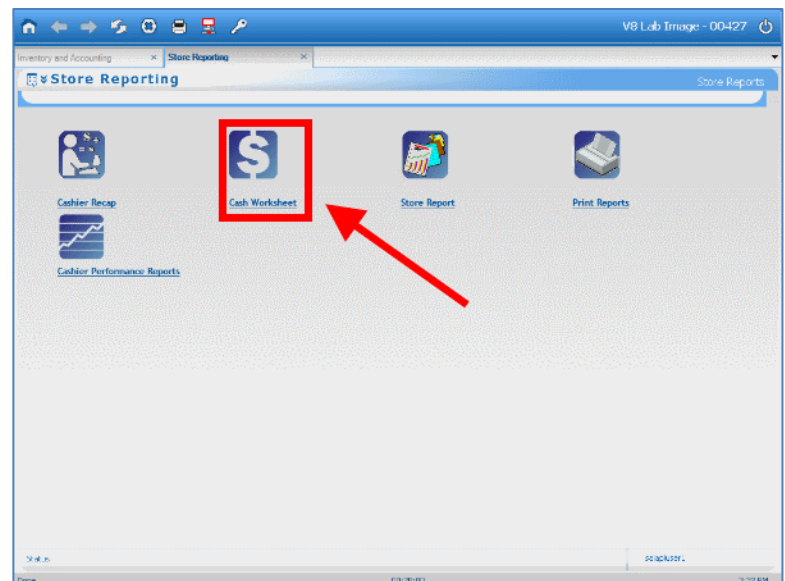 V8 Lab Image - 00427
Inventory and Accounting
Store Reporting
Store Reporting
Store Reports
Cashier Recap
Cash Worksheet
Store Report
Print Reports
Cashier Performance Reports
Status
Done